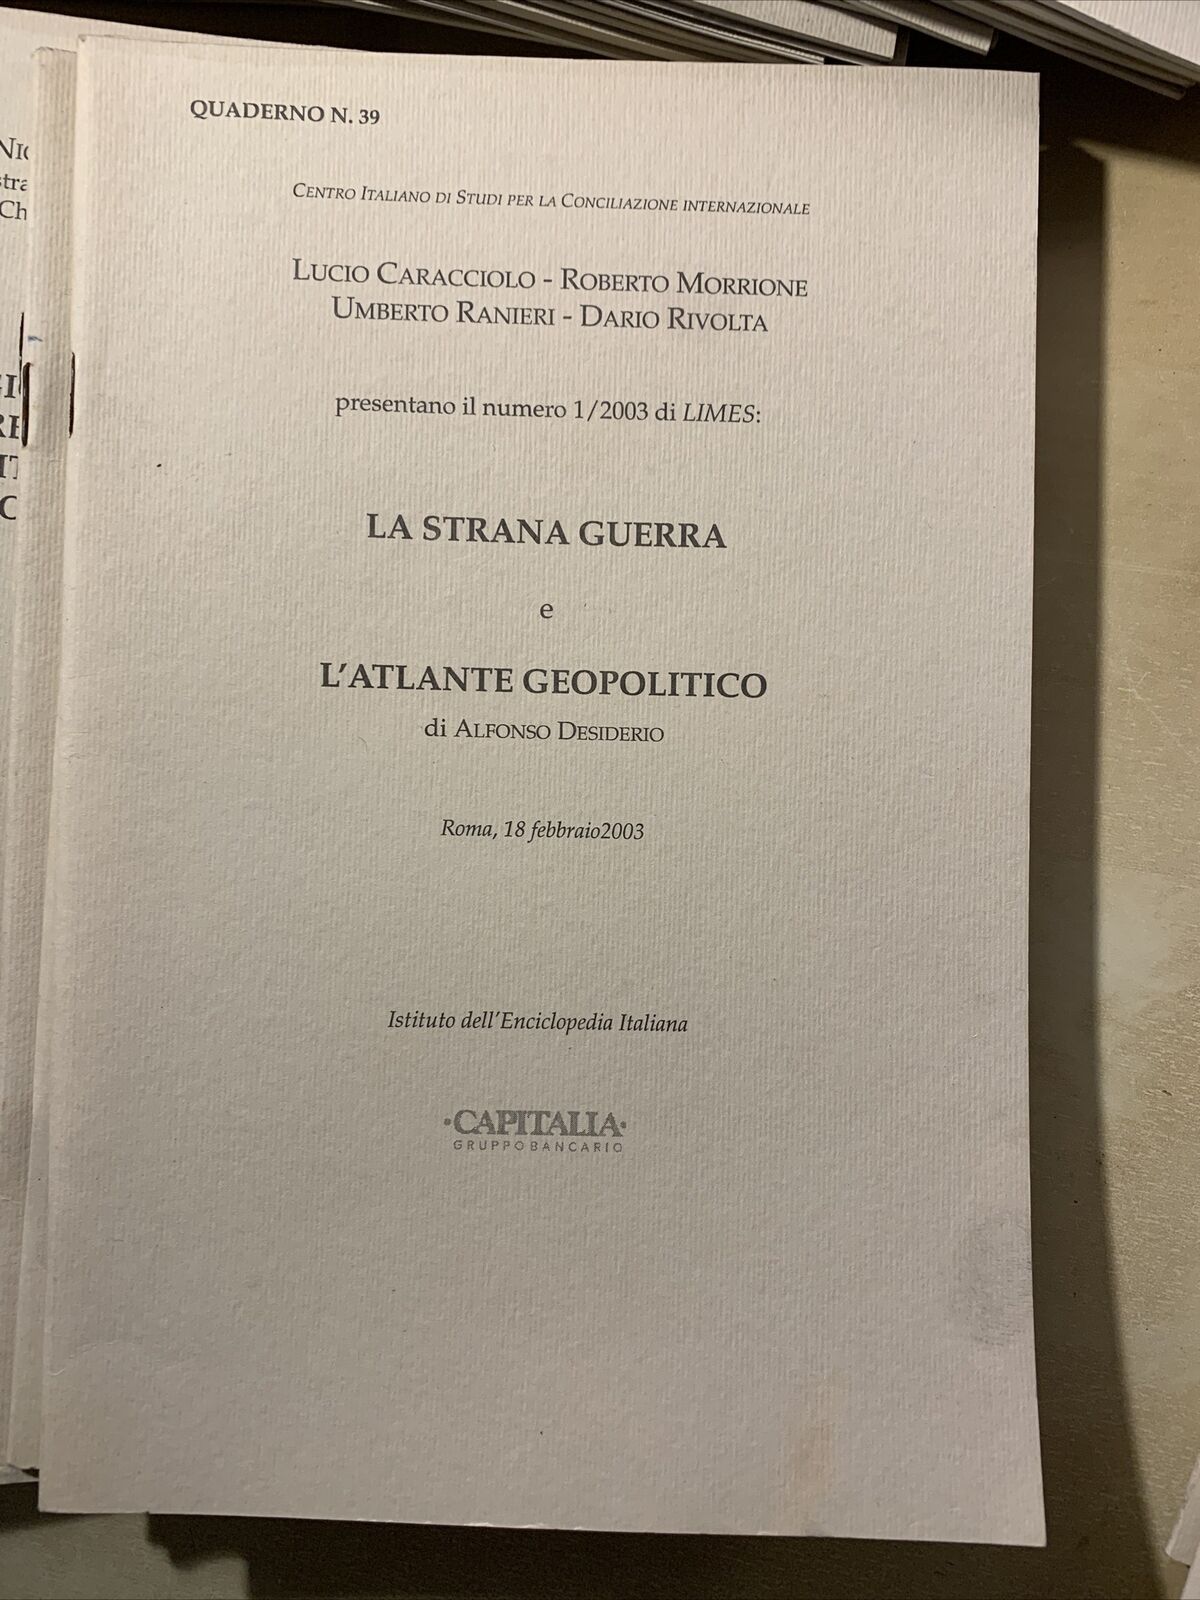 QUADERNO N. 39
CENTRO ITALIANO DI STUDI PER LA CONCILIAZIONE INTERNAZIONALE
LUCIO CARACCIOLO - ROBERTO MORRIONE
UMBERTO RANIERI - DARIO RIVOLTA
presentano il numero 1/2003 di LIMES:
LA STRANA GUERRA
e
L'ATLANTE GEOPOLITICO
di ALFONSO DESIDERIO
Roma, 18 febbraio2003
Istituto dell'Enciclopedia Italiana
·CAPITALIA·
GRUPPO BANCARIO